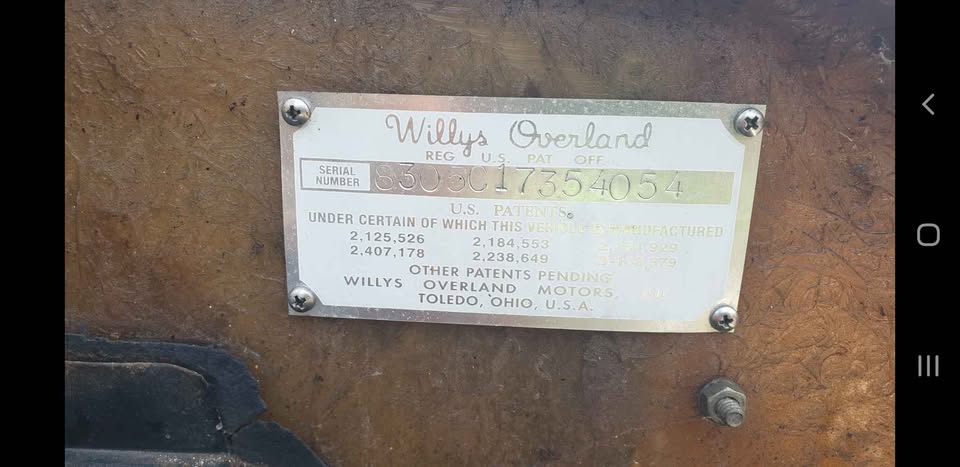 Willys Overland
REG U.S. PAT OFF.
SERIAL
NUMBER
8305C17354054
U.S. PATENTS
UNDER CERTAIN OF WHICH THIS VEHICLE IS MANUFACTURED
2,125,526 2,184,553
2,407,178 2,238,649
OTHER PATENTS PENDING
WILLYS OVERLAND MOTORS,
TOLEDO, OHIO, U.S.A.